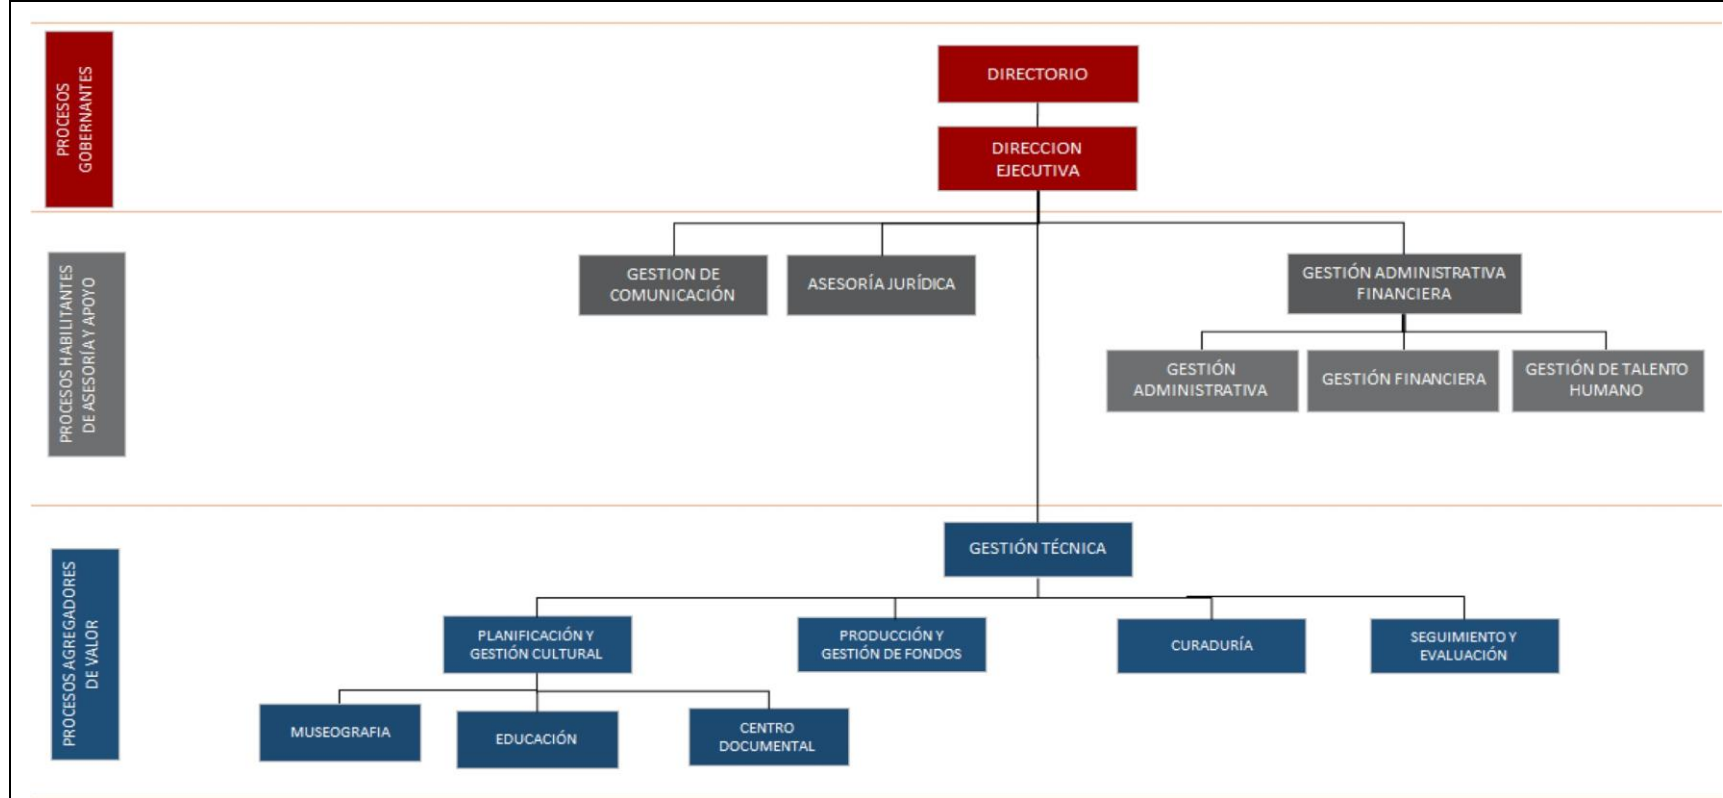 PROCESOS
GOBERNANTES
DIRECTORIO
DIRECCION
EJECUTIVA
PROCESOS HABILITANTES
DE ASESORÍA Y APOYO
GESTION DE
COMUNICACIÓN
ASESORÍA JURÍDICA
GESTIÓN ADMINISTRATIVA
FINANCIERA
GESTIÓN
ADMINISTRATIVA
GESTIÓN FINANCIERA
GESTIÓN DE TALENTO
HUMANO
PROCESOS AGREGADORES
DE VALOR
GESTIÓN TÉCNICA
PLANIFICACIÓN Y
GESTIÓN CULTURAL
PRODUCCIÓN Y
GESTIÓN DE FONDOS
CURADURÍA
SEGUIMIENTO Y
EVALUACIÓN
MUSEOGRAFIA
EDUCACIÓN
CENTRO
DOCUMENTAL